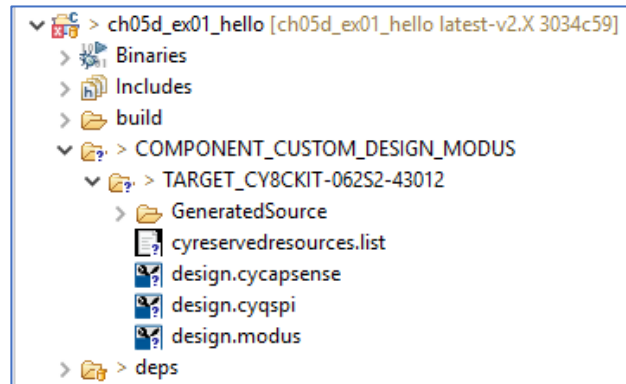 > ch05d_ex01_hello [ch05d_ex01_hello latest-v2.X 3034c59]
Binaries
Includes
build
> COMPONENT_CUSTOM_DESIGN_MODUS
> TARGET_CY8CKIT-062S2-43012
GeneratedSource
cyreservedresources.list
design.cycapsense
design.cyqspi
design.modus
> deps